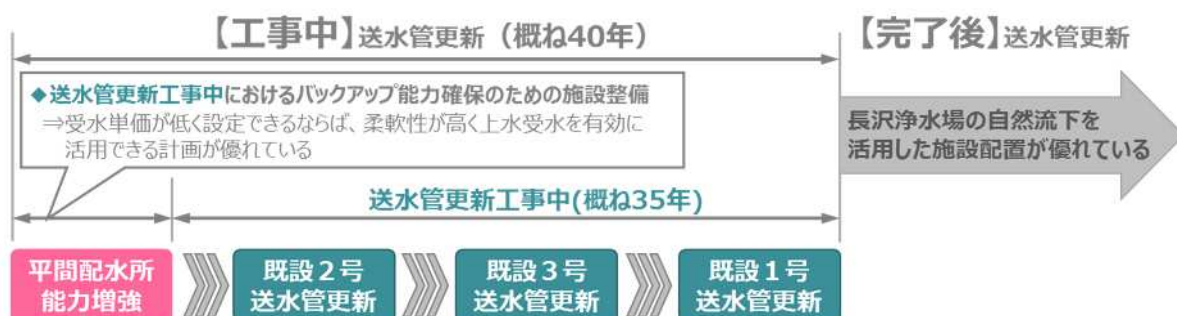 【工事中】送水管更新（概ね40年）
【完了後】送水管更新
◆送水管更新工事中におけるバックアップ能力確保のための施設整備
⇒受水単価が低く設定できるならば、柔軟性が高く上水受水を有効に
活用できる計画が優れている
長沢浄水場の自然流下を
活用した施設配置が優れている
送水管更新工事中(概ね35年)
平間配水所
能力増強
既設２号
送水管更新
既設３号
送水管更新
既設１号
送水管更新